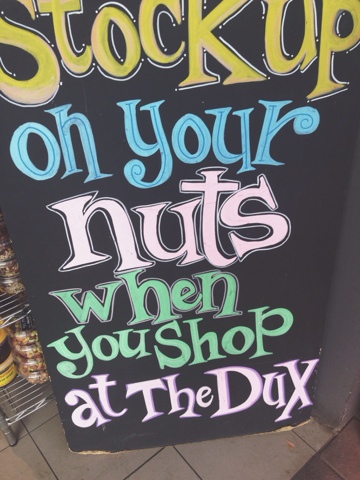 Stock up
on your
nuts
when
you shop
at The Dux